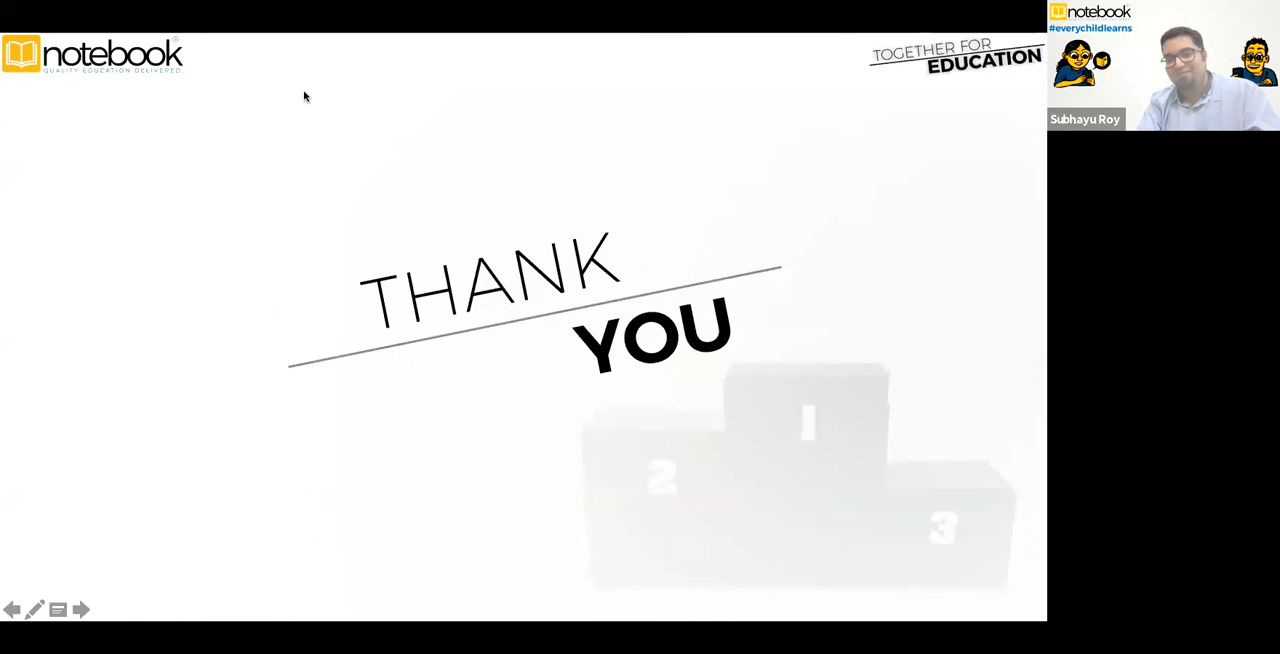 notebook
QUALITY EDUCATION DELIVERED.
TOGETHER FOR
EDUCATION
notebook
#everychildlearns
Subhayu Roy
THANK
YOU
1
2
3